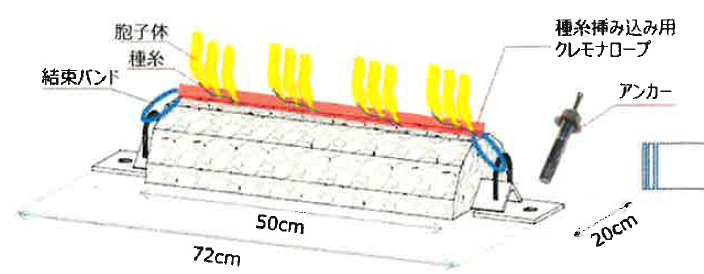 胞子体
種糸
結束バンド
種糸挿み込み用
クレモナロープ
アンカー
50cm
72cm
20cm